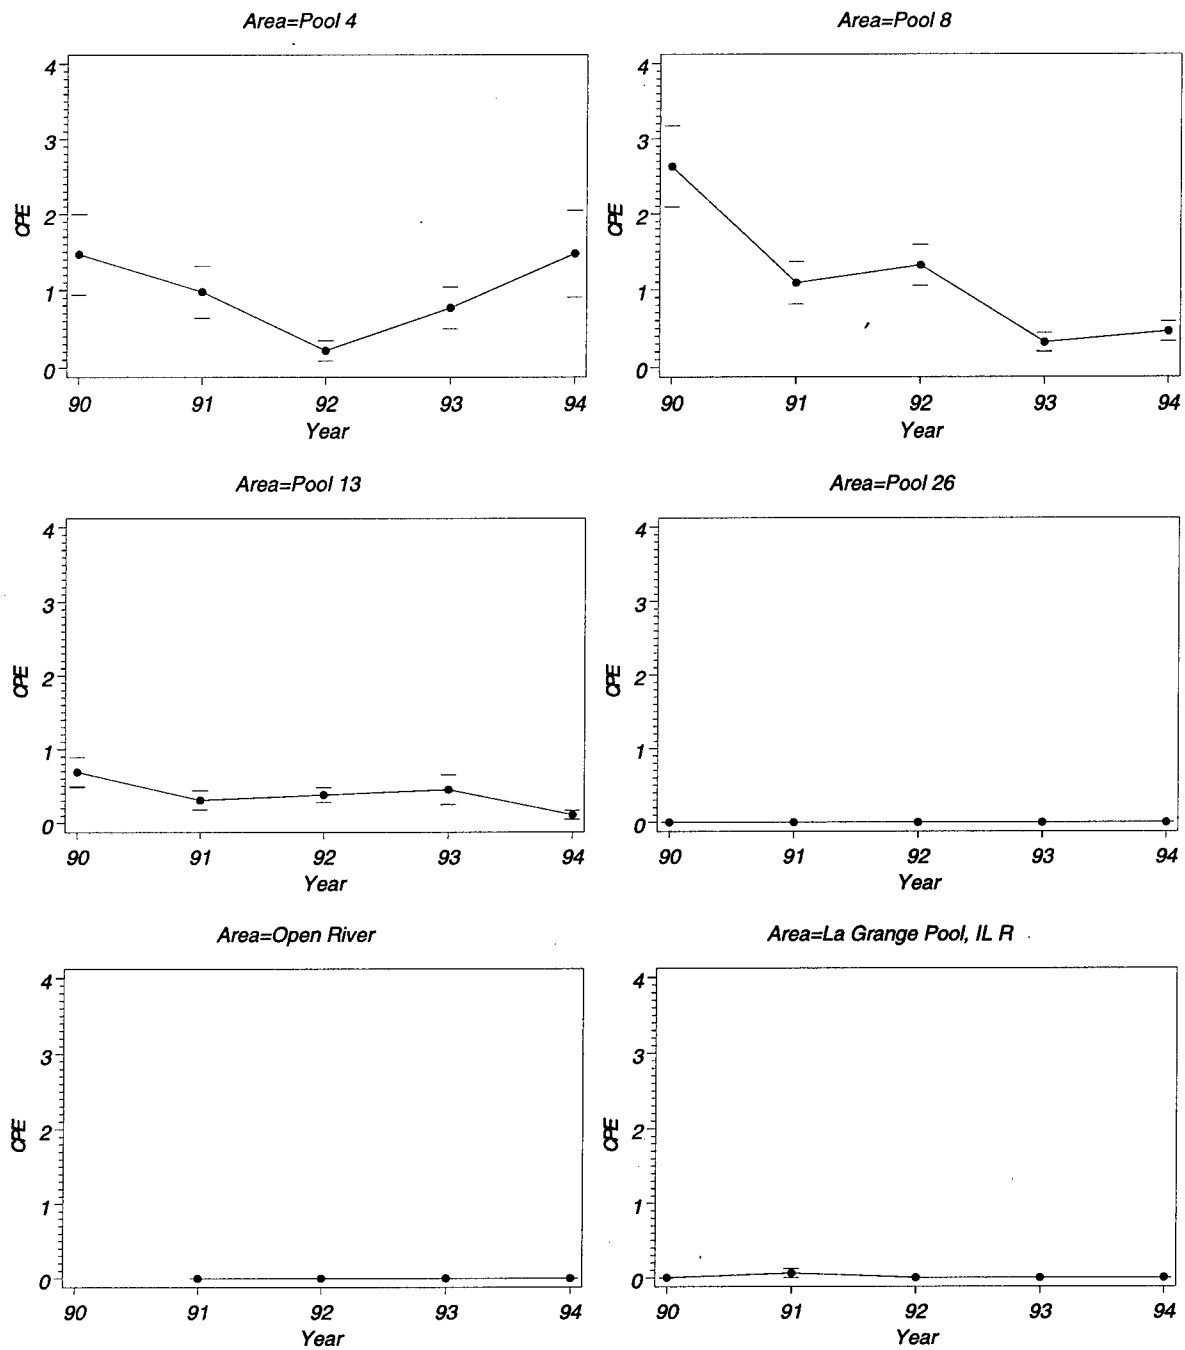 Area=Pool 4
4
3
2
1
0
CPE
90 91 92 93 94
Year
Area=Pool 8
4
3
2
1
0
CPE
90 91 92 93 94
Year
Area=Pool 13
4
3
2
1
0
CPE
90 91 92 93 94
Year
Area=Pool 26
4
3
2
1
0
CPE
90 91 92 93 94
Year
Area=Open River
4
3
2
1
0
CPE
90 91 92 93 94
Year
Area=La Grange Pool, IL R
4
3
2
1
0
CPE
90 91 92 93 94
Year